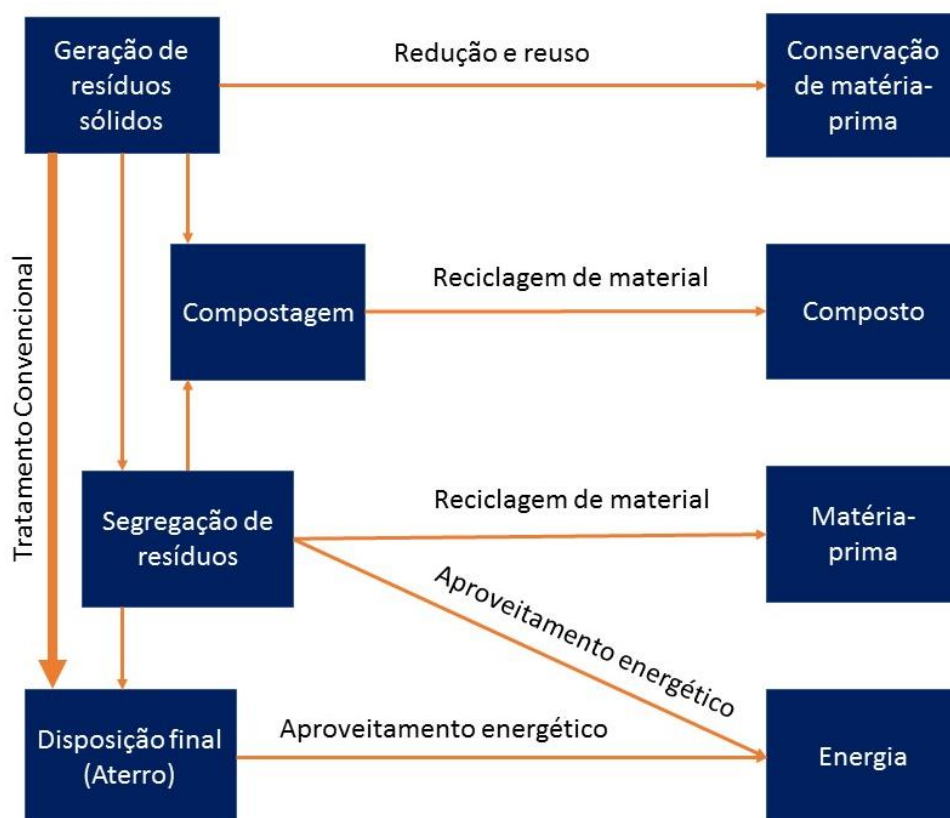 Geração de
resíduos
sólidos
Redução e reuso
Conservação
de matéria-
prima
Tratamento Convencional
Compostagem
Reciclagem de material
Composto
Segregação de
resíduos
Reciclagem de material
Matéria-
prima
Aproveitamento energético
Disposição final
(Aterro)
Aproveitamento energético
Energia